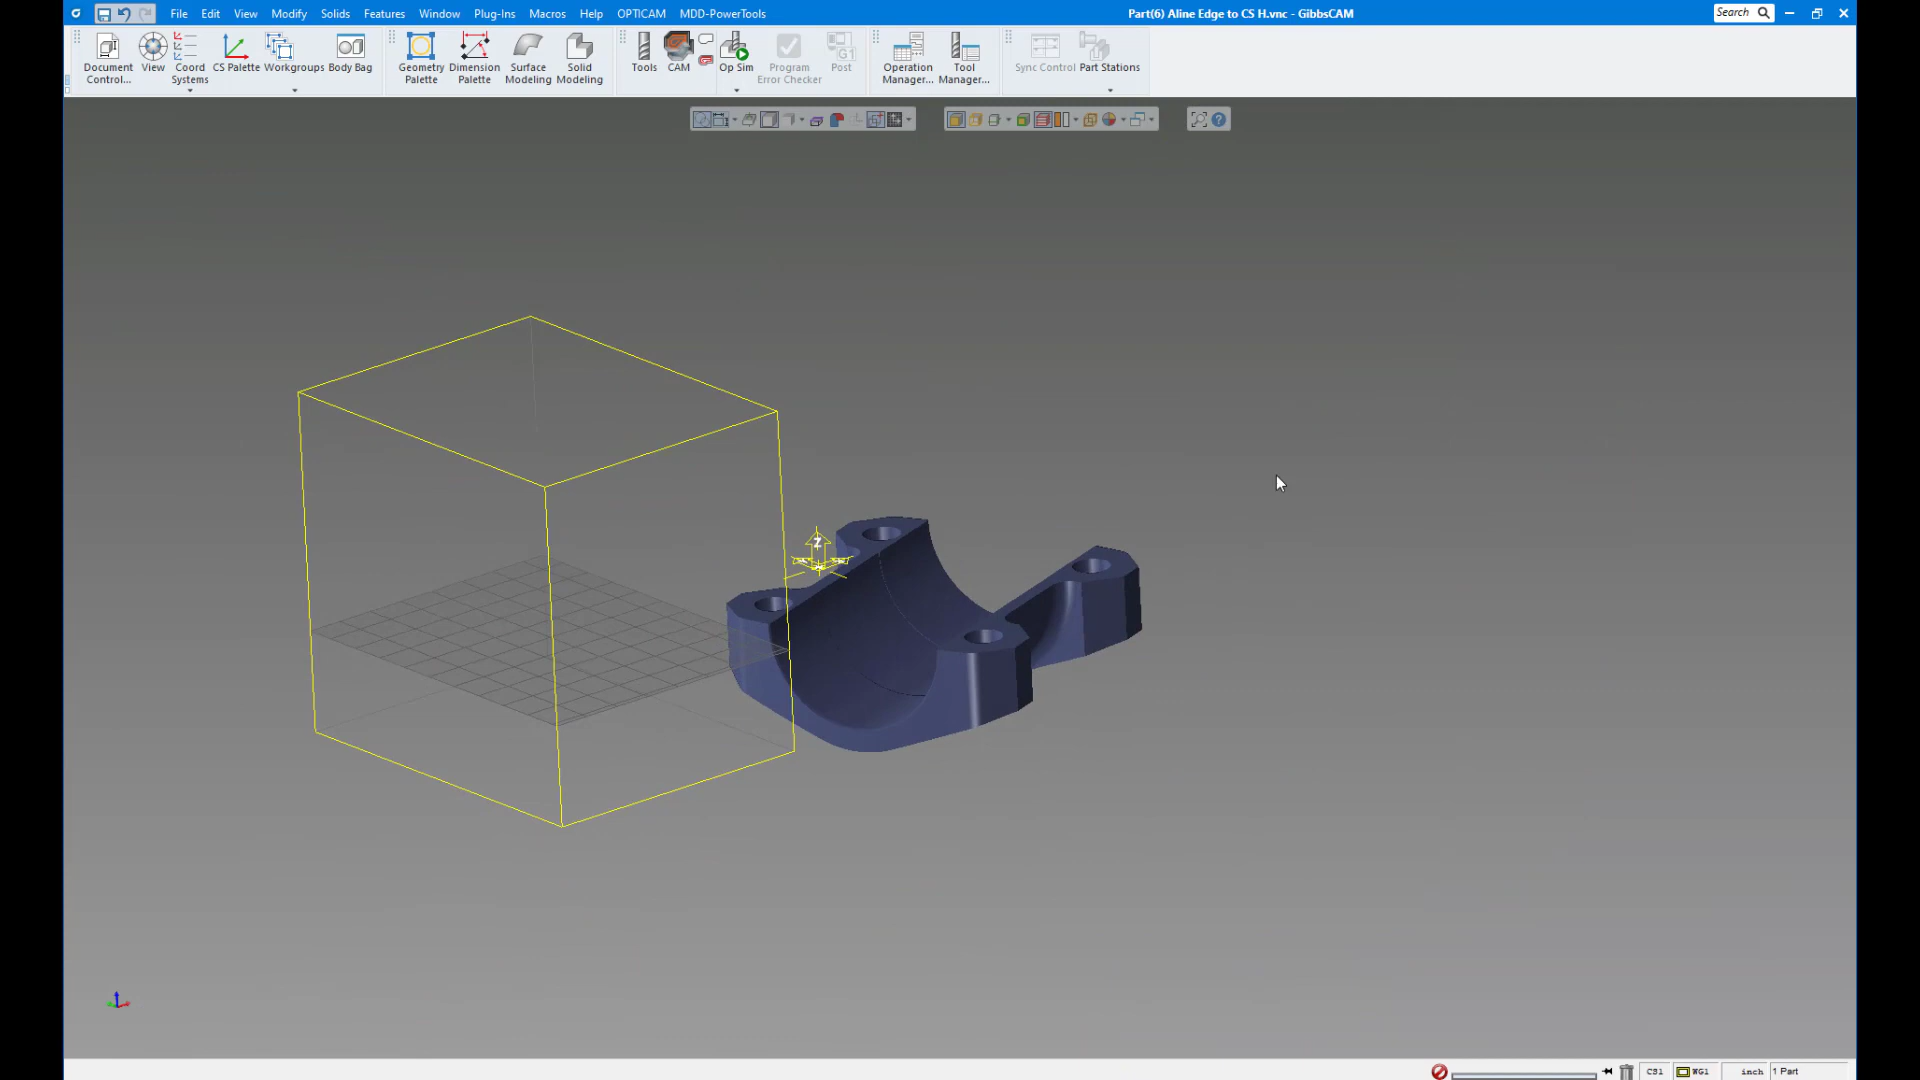 File Edit View Modify Solids Features Window Plug-Ins Macros Help OPTICAM MDD-PowerTools
Part(6) Aline Edge to CS H.vnc - GibbsCAM
Search
Document Control...
View
Coord Systems
CS Palette
Workgroups
Body Bag
Geometry Palette
Dimension Palette
Surface Modeling
Solid Modeling
Tools
CAM
Op Sim
Program Error Checker
Post
Operation Manager...
Tool Manager...
Sync Control
Part Stations
Z
CS1
WG1
inch
1 Part